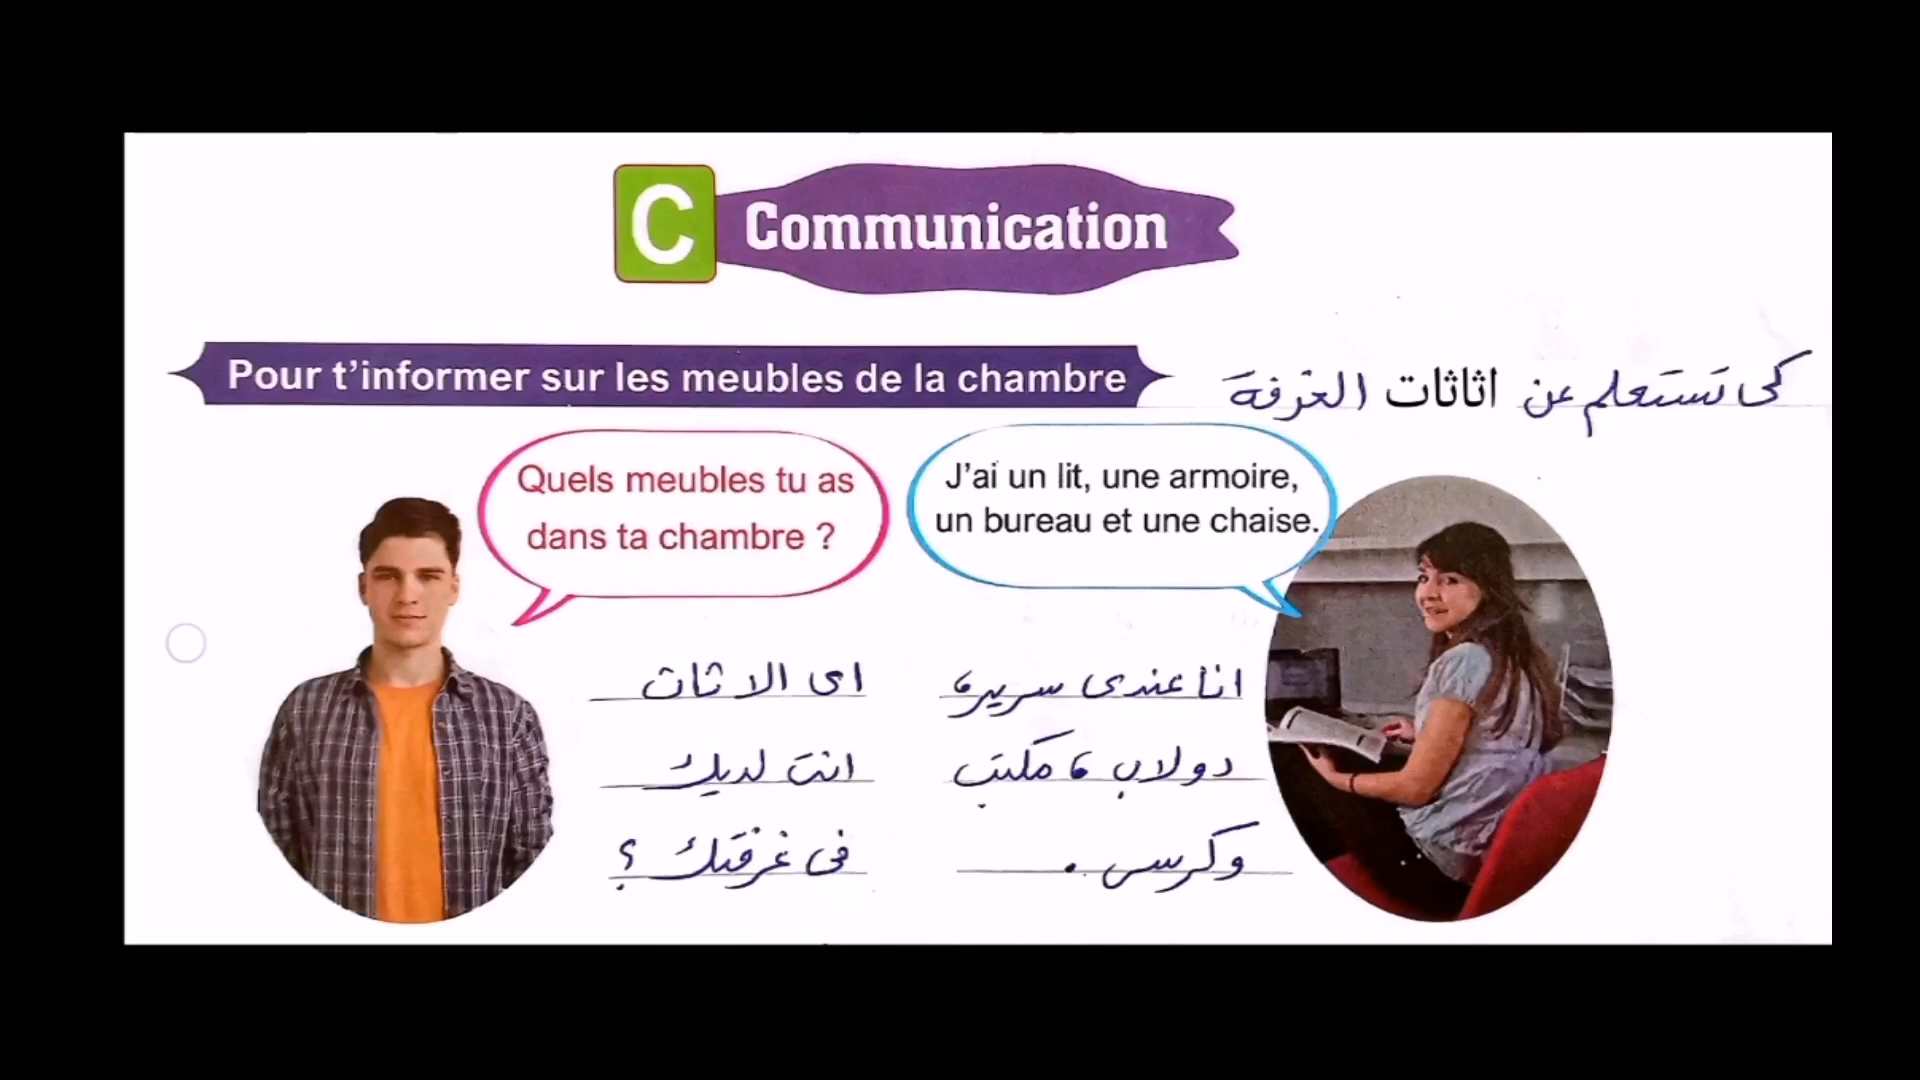 C Communication
Pour t'informer sur les meubles de la chambre
كى تستعلم عن اثاثات الغرفة
Quels meubles tu as
dans ta chambre ?
J'ai un lit, une armoire,
un bureau et une chaise.
اى الاثاث
انت لديك
فى غرفتك ؟
انا عندى سرير،
دولاب ، مكتب
وكرسى .